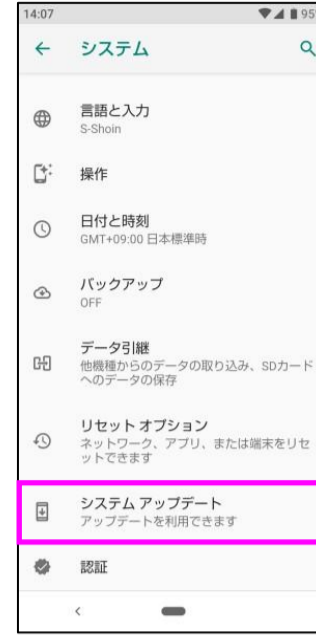 14:07
95%
システム
言語と入力
S-Shoin
操作
日付と時刻
GMT+09:00 日本標準時
バックアップ
OFF
データ引継
他機種からのデータの取り込み、SDカード
へのデータの保存
リセット オプション
ネットワーク、アプリ、または端末をリセ
ットできます
システム アップデート
アップデートを利用できます
認証